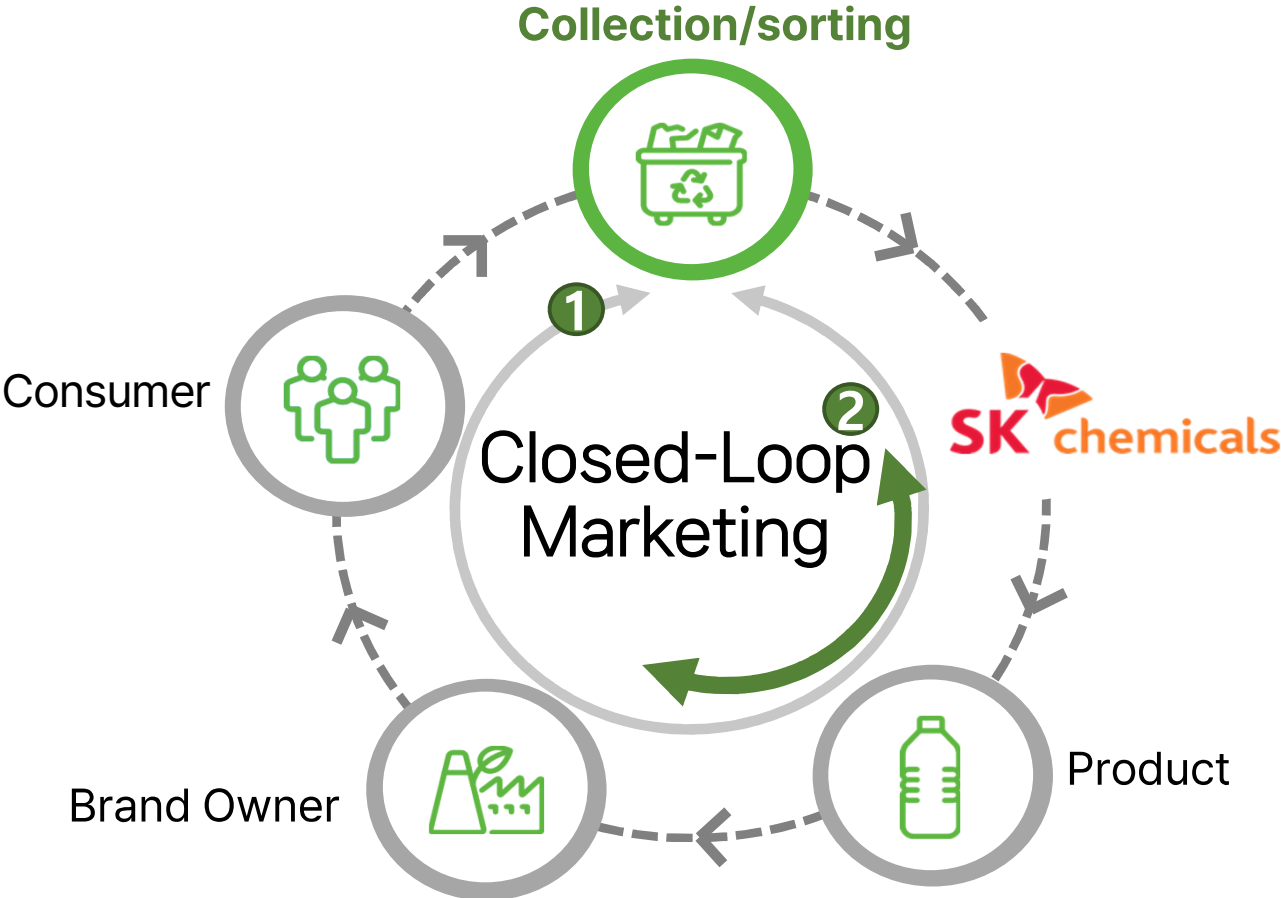 Collection/sorting
1
Consumer
2
SK chemicals
Closed-Loop
Marketing
Product
Brand Owner